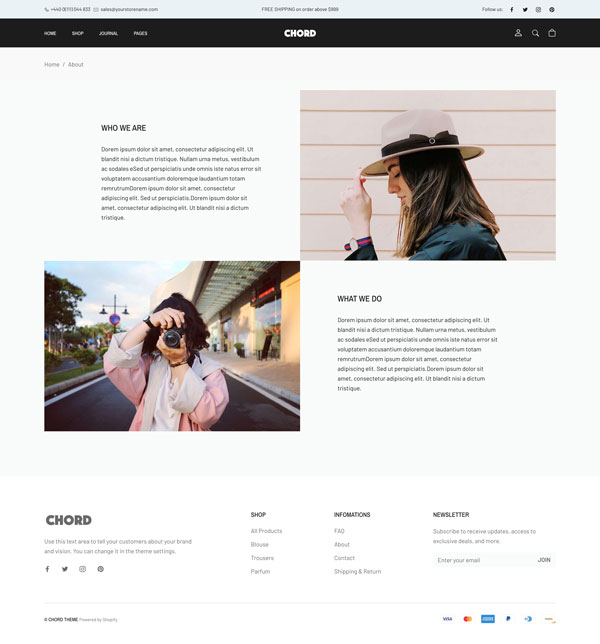 +440 (611) 044 833 sales@yourstorename.com FREE SHIPPING on order above $999 Follow us:
HOME SHOP JOURNAL PAGES CHORD
Home / About
WHO WE ARE
Dorem ipsum dolor sit amet, consectetur adipiscing elit. Ut
blandit nisi a dictum tristique. Nullam urna metus, vestibulum
ac sodales eSed ut perspiciatis unde omnis iste natus error sit
voluptatem accusantium doloremque laudantium totam
remrutrumDorem ipsum dolor sit amet, consectetur
adipiscing elit. Sed ut perspiciatis.Dorem ipsum dolor sit
amet, consectetur adipiscing elit. Ut blandit nisi a dictum
tristique.
WHAT WE DO
Dorem ipsum dolor sit amet, consectetur adipiscing elit. Ut
blandit nisi a dictum tristique. Nullam urna metus, vestibulum
ac sodales eSed ut perspiciatis unde omnis iste natus error sit
voluptatem accusantium doloremque laudantium totam
remrutrumDorem ipsum dolor sit amet, consectetur
adipiscing elit. Sed ut perspiciatis.Dorem ipsum dolor sit
amet, consectetur adipiscing elit. Ut blandit nisi a dictum
tristique.
CHORD
Use this text area to tell your customers about your brand
and vision. You can change it in the theme settings.
SHOP
All Products
Blouse
Trousers
Parfum
INFOMATIONS
FAQ
About
Contact
Shipping & Return
NEWSLETTER
Subscribe to receive updates, access to
exclusive deals, and more.
Enter your email JOIN
© CHORD THEME Powered by Shopify VISA